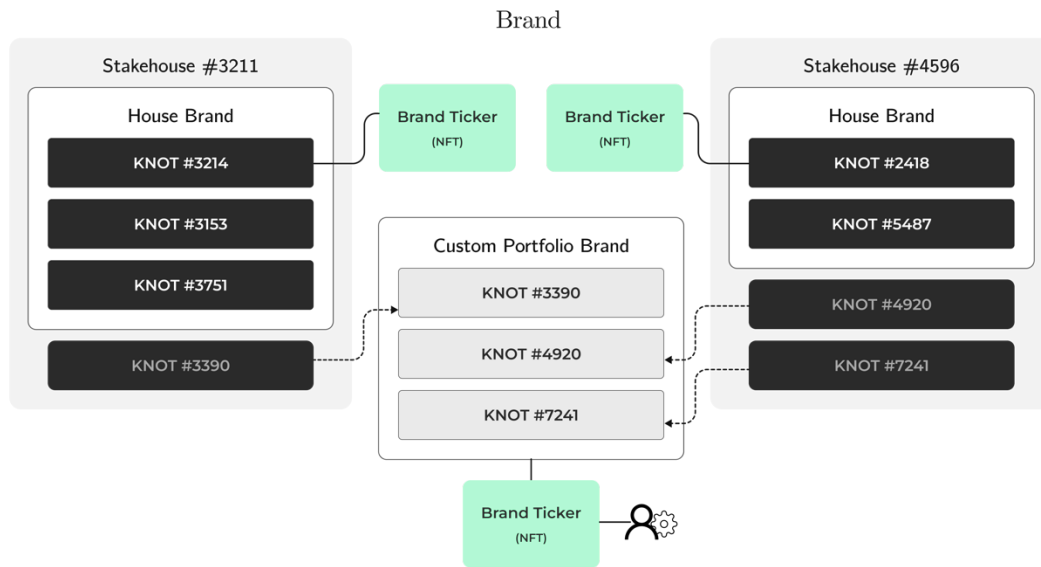 Brand
Stakehouse #3211
House Brand
KNOT #3214
KNOT #3153
KNOT #3751
KNOT #3390
Brand Ticker
(NFT)
Brand Ticker
(NFT)
Custom Portfolio Brand
KNOT #3390
KNOT #4920
KNOT #7241
Brand Ticker
(NFT)
Stakehouse #4596
House Brand
KNOT #2418
KNOT #5487
KNOT #4920
KNOT #7241